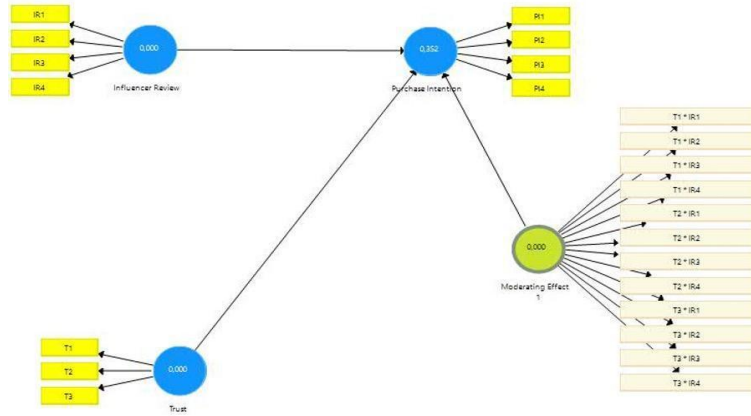 IR1
IR2
IR3
IR4
0,000
Influencer Review
0,352
Purchase Intention
PI1
PI2
PI3
PI4
T1 * IR1
T1 * IR2
T1 * IR3
T1 * IR4
T2 * IR1
T2 * IR2
T2 * IR3
T2 * IR4
T3 * IR1
T3 * IR2
T3 * IR3
T3 * IR4
0,000
Moderating Effect
1
T1
T2
T3
0,000
Trust